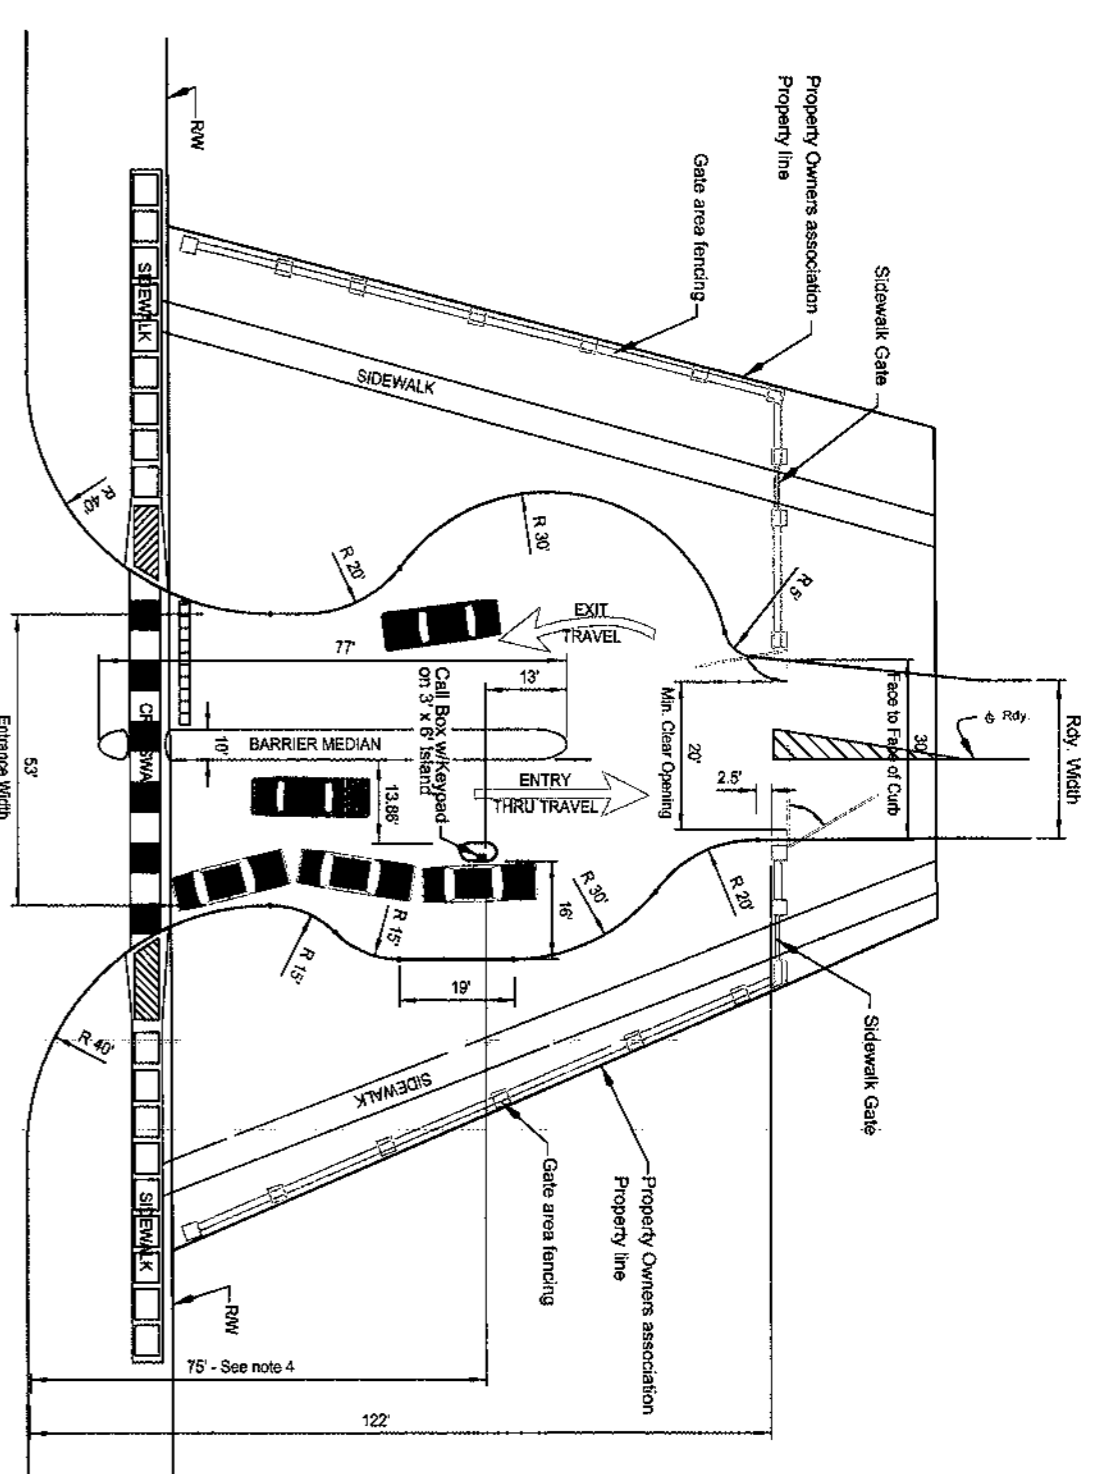 Property Owners association
Property line
Gate area fencing
Sidewalk Gate
R/W
SIDEWALK
SIDEWALK
R 40'
R 20'
R 30'
R 5'
EXIT
TRAVEL
77'
13'
Call Box w/Keypad
on 3' x 6' Island
10'
BARRIER MEDIAN
ENTRY
THRU TRAVEL
13.86'
Min. Clear Opening
20'
Face to Face of Curb
30'
Rdy.
Rdy. Width
2.5'
53'
Entrance Width
R 15'
R 15'
16'
19'
R 30'
R 20'
R 40'
SIDEWALK
SIDEWALK
Sidewalk Gate
Gate area fencing
Property Owners association
Property line
R/W
75' - See note 4
122'